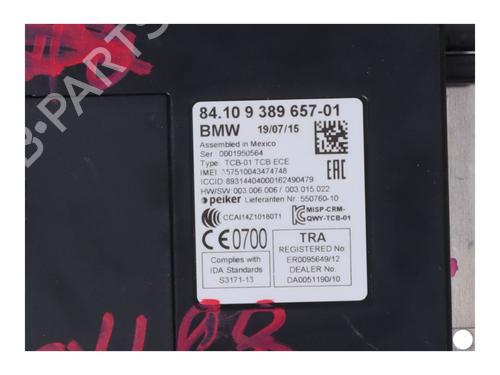 84.10 9 389 657-01
BMW 19/07/15
Assembled in Mexico
Ser.: 0001950564
Type: TCB-01 TCB ECE
IMEI: 357510043474748
ICCID: 89314404000162490479
HW/SW: 003.006.006 / 003.015.022
peiker Lieferanten Nr.: 550760-10
CCAI14Z10180T1
MISP-CRM-
QWY-TCB-01
EAC
CE0700
Complies with
IDA Standards
S3171-13
TRA
REGISTERED No:
ER0095649/12
DEALER No:
DA0051190/10